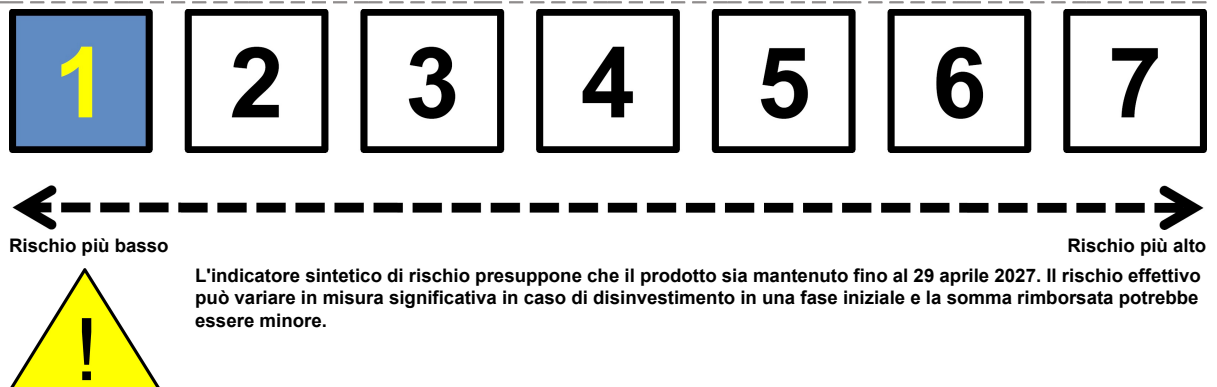 1 2 3 4 5 6 7
Rischio più basso Rischio più alto
L'indicatore sintetico di rischio presuppone che il prodotto sia mantenuto fino al 29 aprile 2027. Il rischio effettivo
può variare in misura significativa in caso di disinvestimento in una fase iniziale e la somma rimborsata potrebbe
essere minore.
!